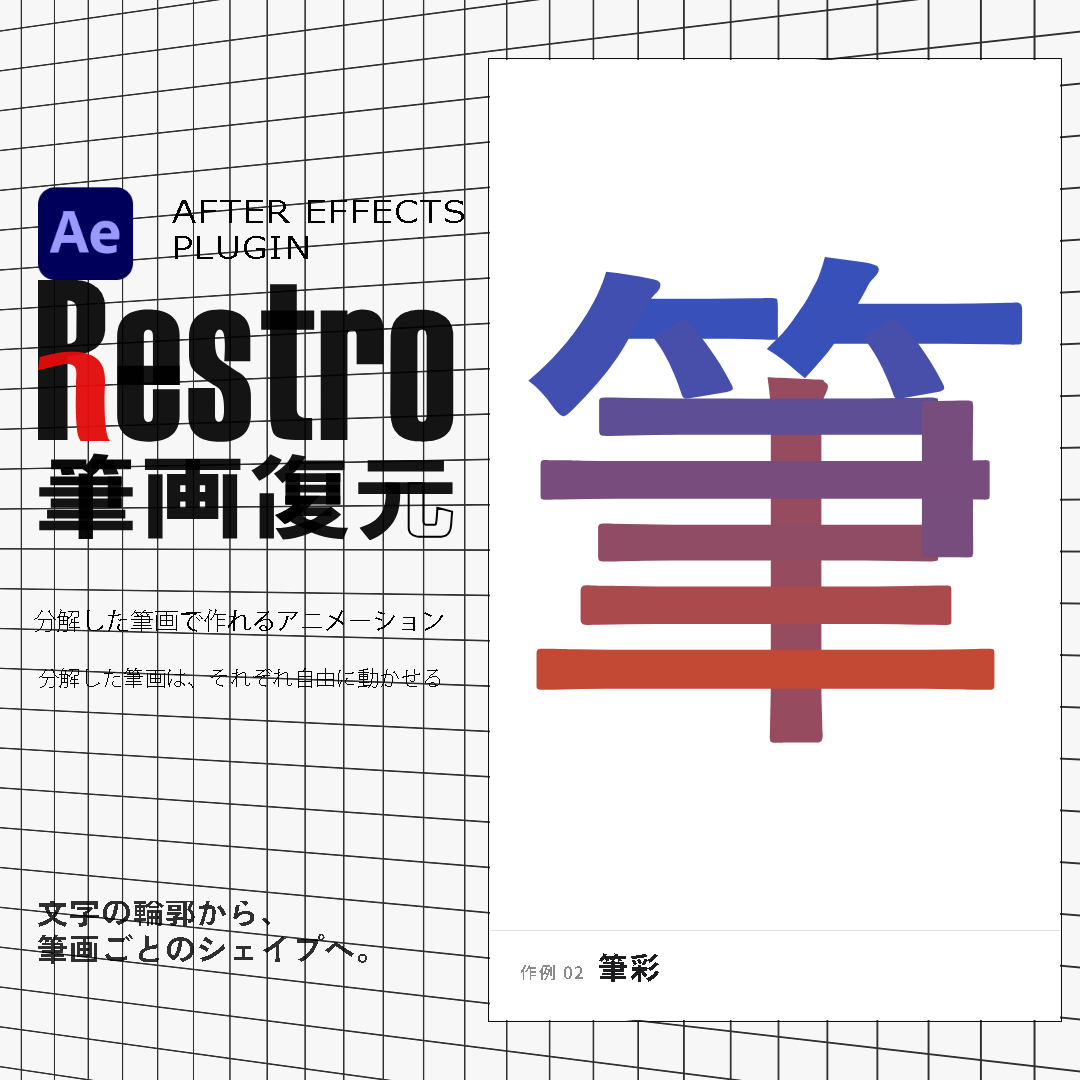 Ae
AFTER EFFECTS
PLUGIN
Restro
筆画復元
分解した筆画で作れるアニメーション
分解した筆画は、それぞれ自由に動かせる
文字の輪郭から、
筆画ごとのシェイプへ。
筆
作例 02 筆彩